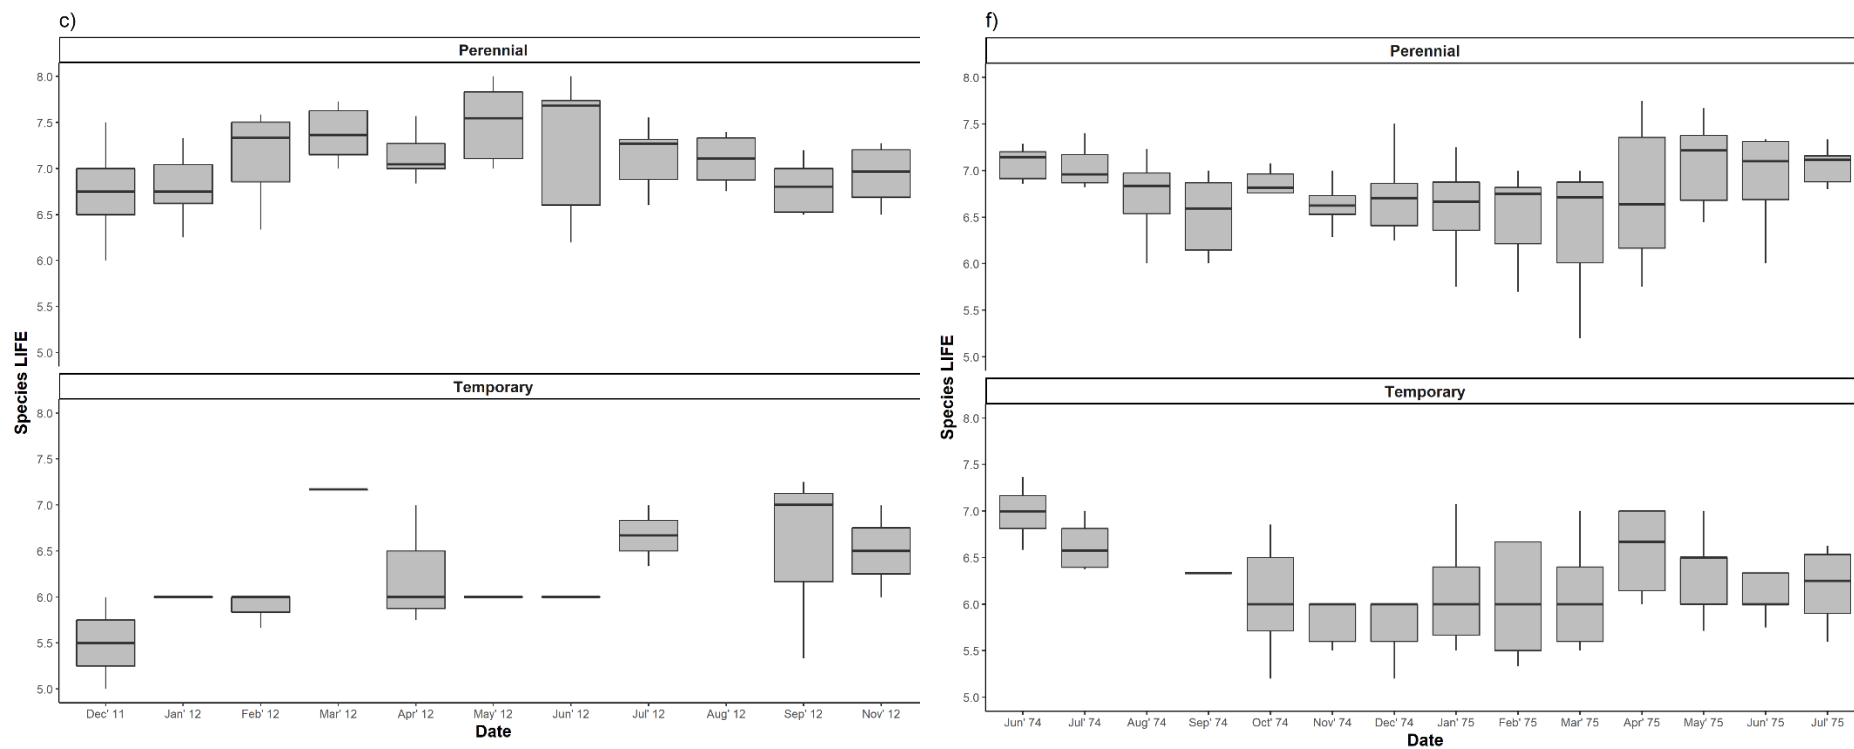 c)
Perennial
8.0
7.5
7.0
6.5
6.0
5.5
5.0
Temporary
8.0
7.5
7.0
6.5
6.0
5.5
5.0
Species LIFE
Dec' 11 Jan' 12 Feb' 12 Mar' 12 Apr' 12 May' 12 Jun' 12 Jul' 12 Aug' 12 Sep' 12 Nov' 12
Date
f)
Perennial
8.0
7.5
7.0
6.5
6.0
5.5
5.0
Temporary
8.0
7.5
7.0
6.5
6.0
5.5
5.0
Species LIFE
Jun' 74 Jul' 74 Aug' 74 Sep' 74 Oct' 74 Nov' 74 Dec' 74 Jan' 75 Feb' 75 Mar' 75 Apr' 75 May' 75 Jun' 75 Jul' 75
Date